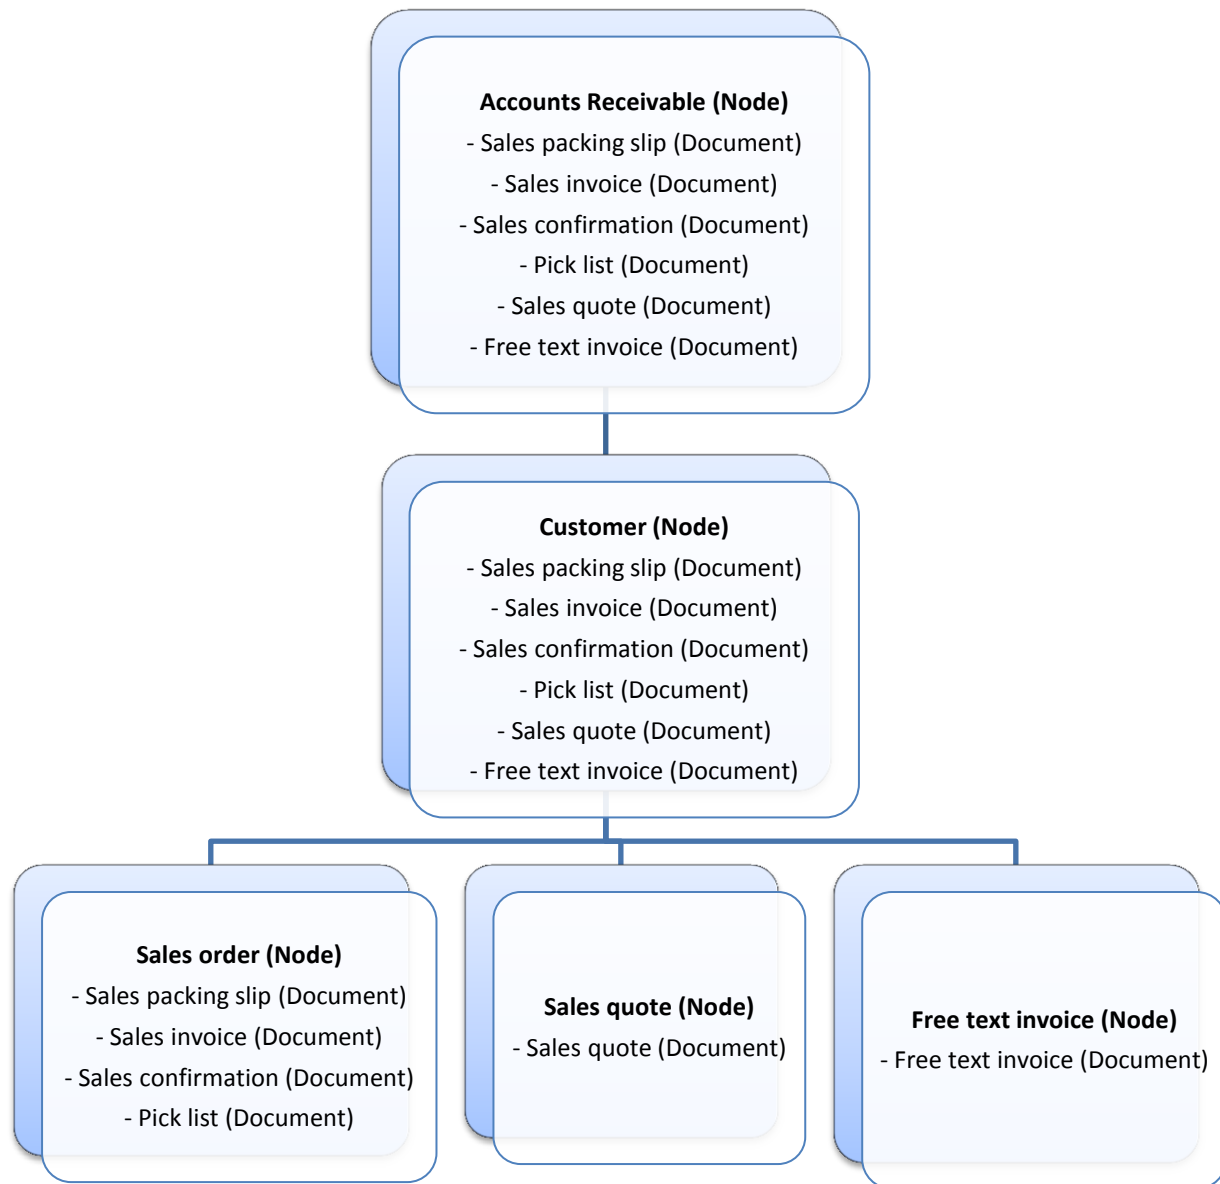 Accounts Receivable (Node)
- Sales packing slip (Document)
- Sales invoice (Document)
- Sales confirmation (Document)
- Pick list (Document)
- Sales quote (Document)
- Free text invoice (Document)
Customer (Node)
- Sales packing slip (Document)
- Sales invoice (Document)
- Sales confirmation (Document)
- Pick list (Document)
- Sales quote (Document)
- Free text invoice (Document)
Sales order (Node)
- Sales packing slip (Document)
- Sales invoice (Document)
- Sales confirmation (Document)
- Pick list (Document)
Sales quote (Node)
- Sales quote (Document)
Free text invoice (Node)
- Free text invoice (Document)